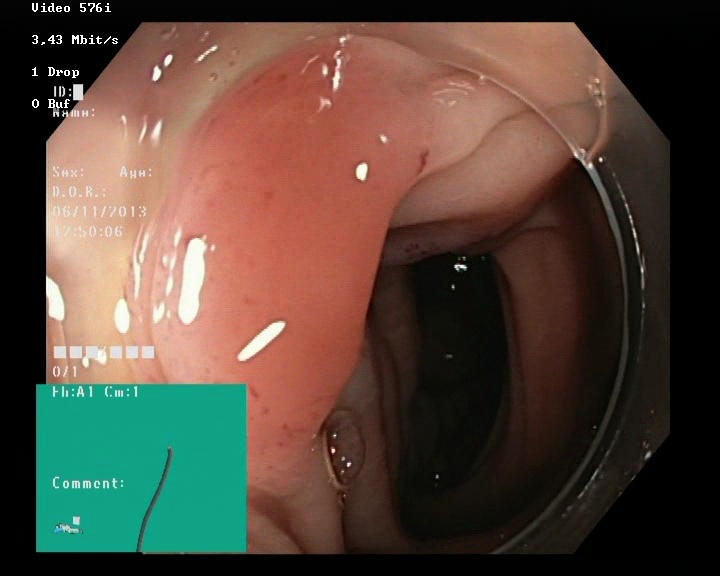 Video 576i
3,43 Mbit/s
1 Drop
ID:
0 Buf
Name:
Sex: Age:
D.O.B.:
06/11/2013
12:50:06
0/1
Ph:A1 Cm:1
Comment: